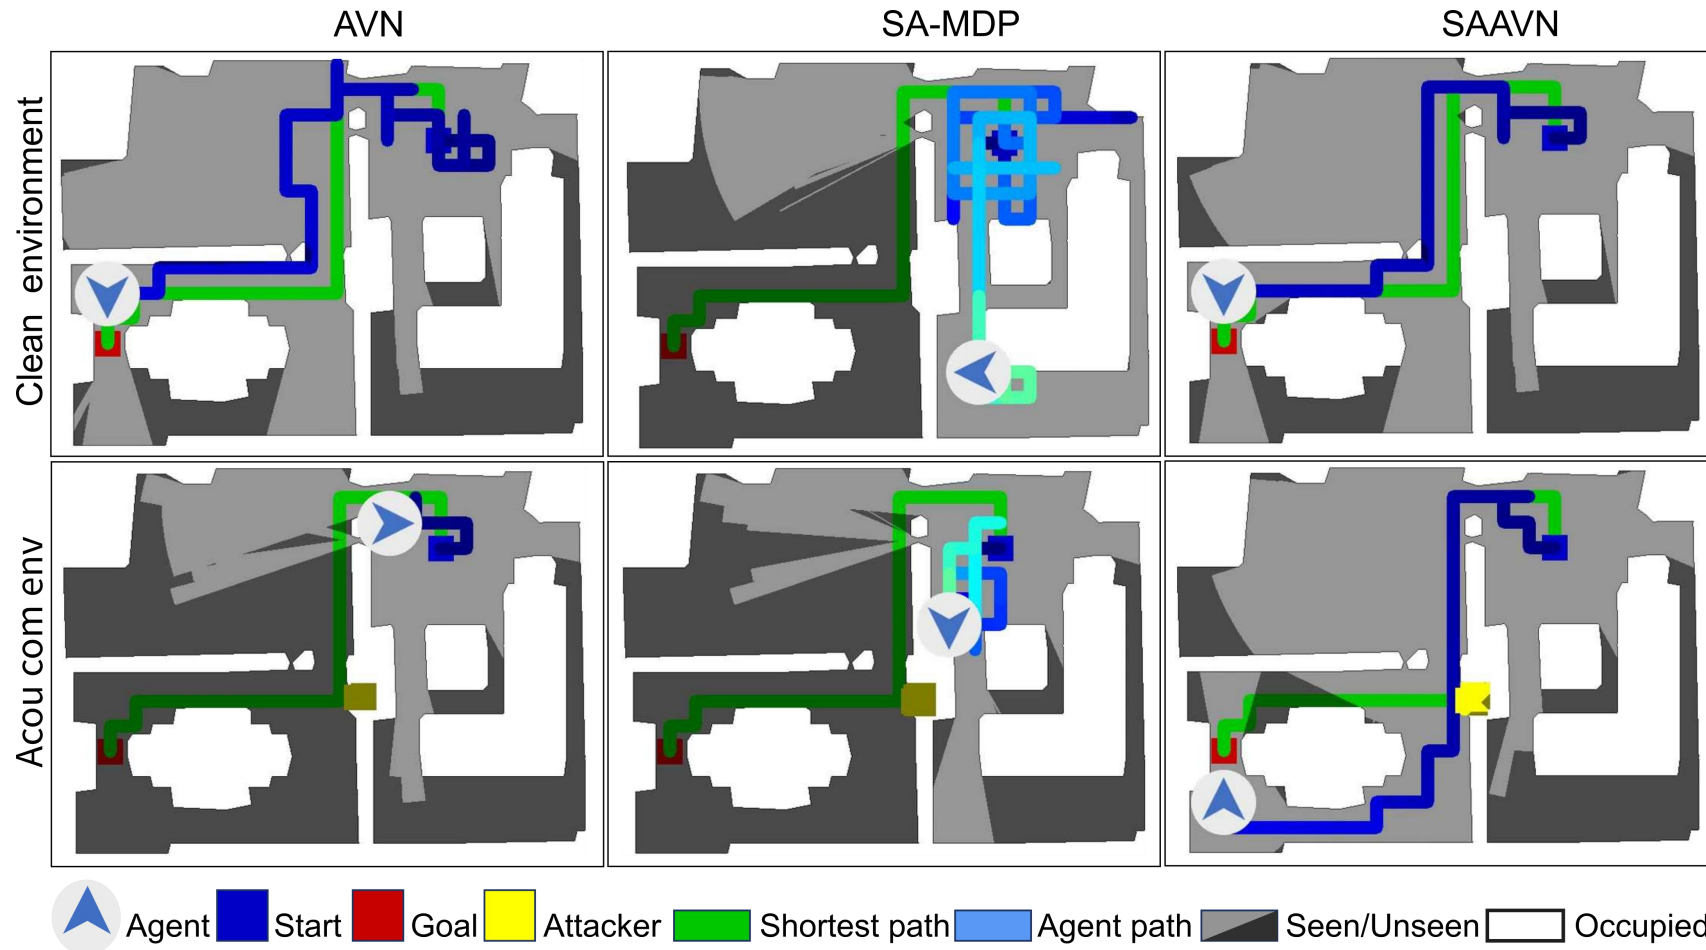 AVN SA-MDP SAAVN
Clean environment
Acou com env
Agent Start Goal Attacker Shortest path Agent path Seen/Unseen Occupied